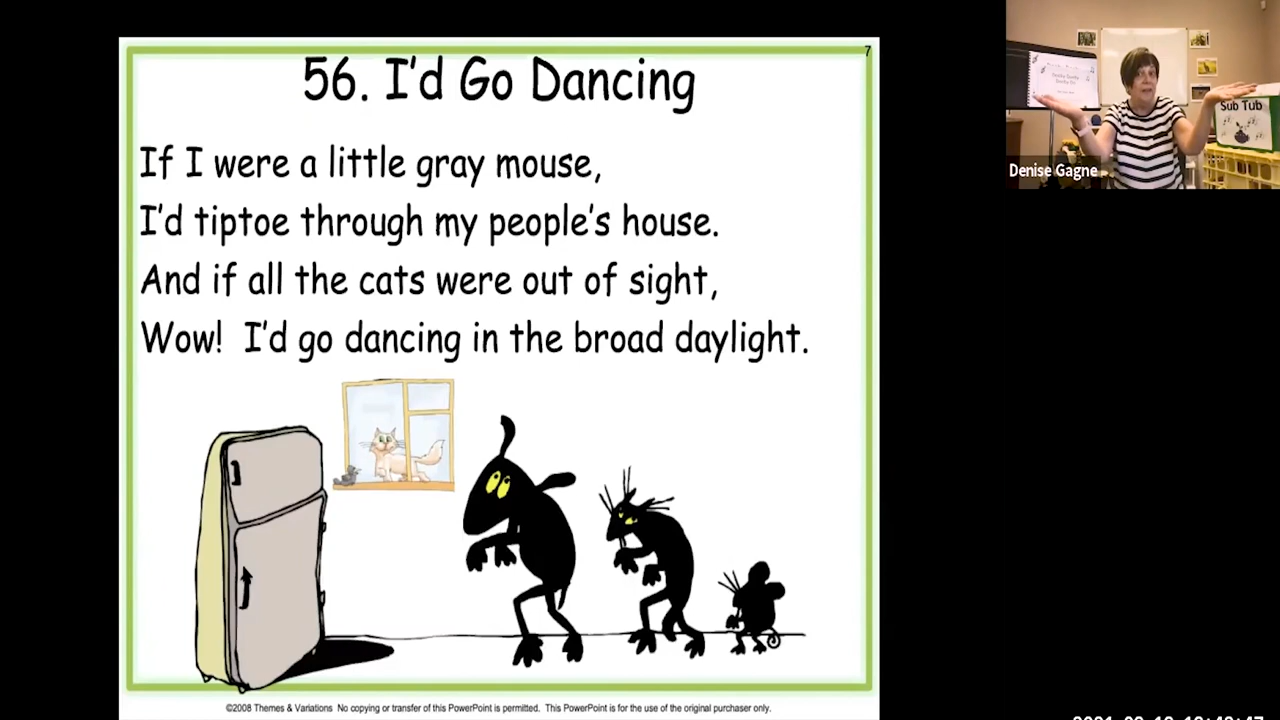 7
56. I'd Go Dancing
If I were a little gray mouse,
I'd tiptoe through my people's house.
And if all the cats were out of sight,
Wow! I'd go dancing in the broad daylight.
©2008 Themes & Variations No copying or transfer of this PowerPoint is permitted. This PowerPoint is for the use of the original purchaser only.
Sub Tub
Denise Gagne